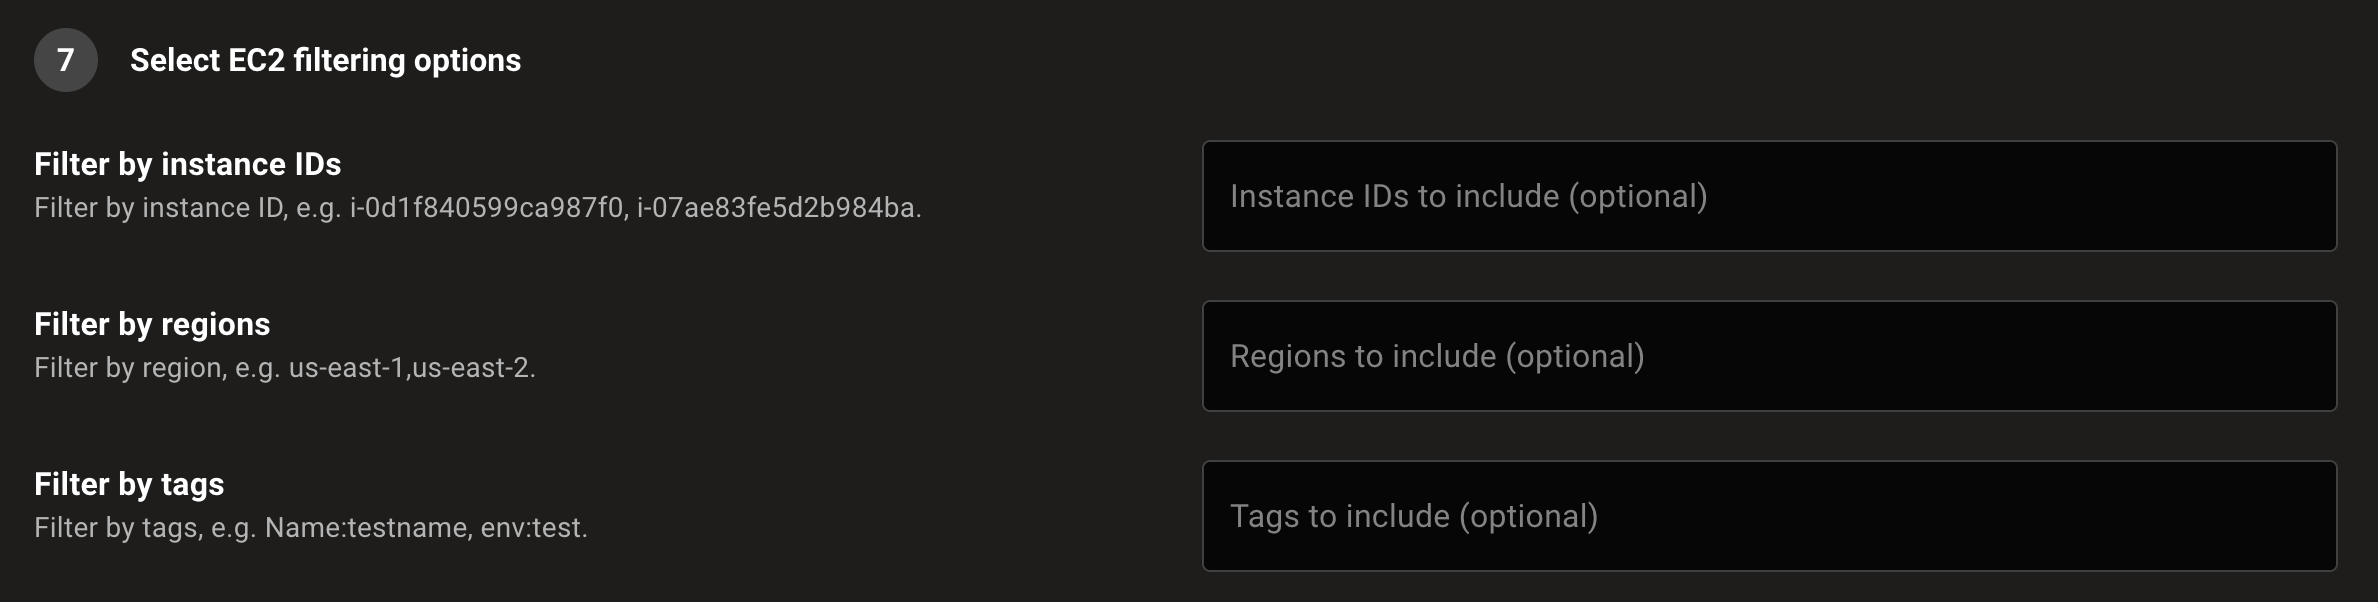 7
Select EC2 filtering options
Filter by instance IDs
Filter by instance ID, e.g. i-0d1f840599ca987f0, i-07ae83fe5d2b984ba.
Instance IDs to include (optional)
Filter by regions
Filter by region, e.g. us-east-1,us-east-2.
Regions to include (optional)
Filter by tags
Filter by tags, e.g. Name:testname, env:test.
Tags to include (optional)